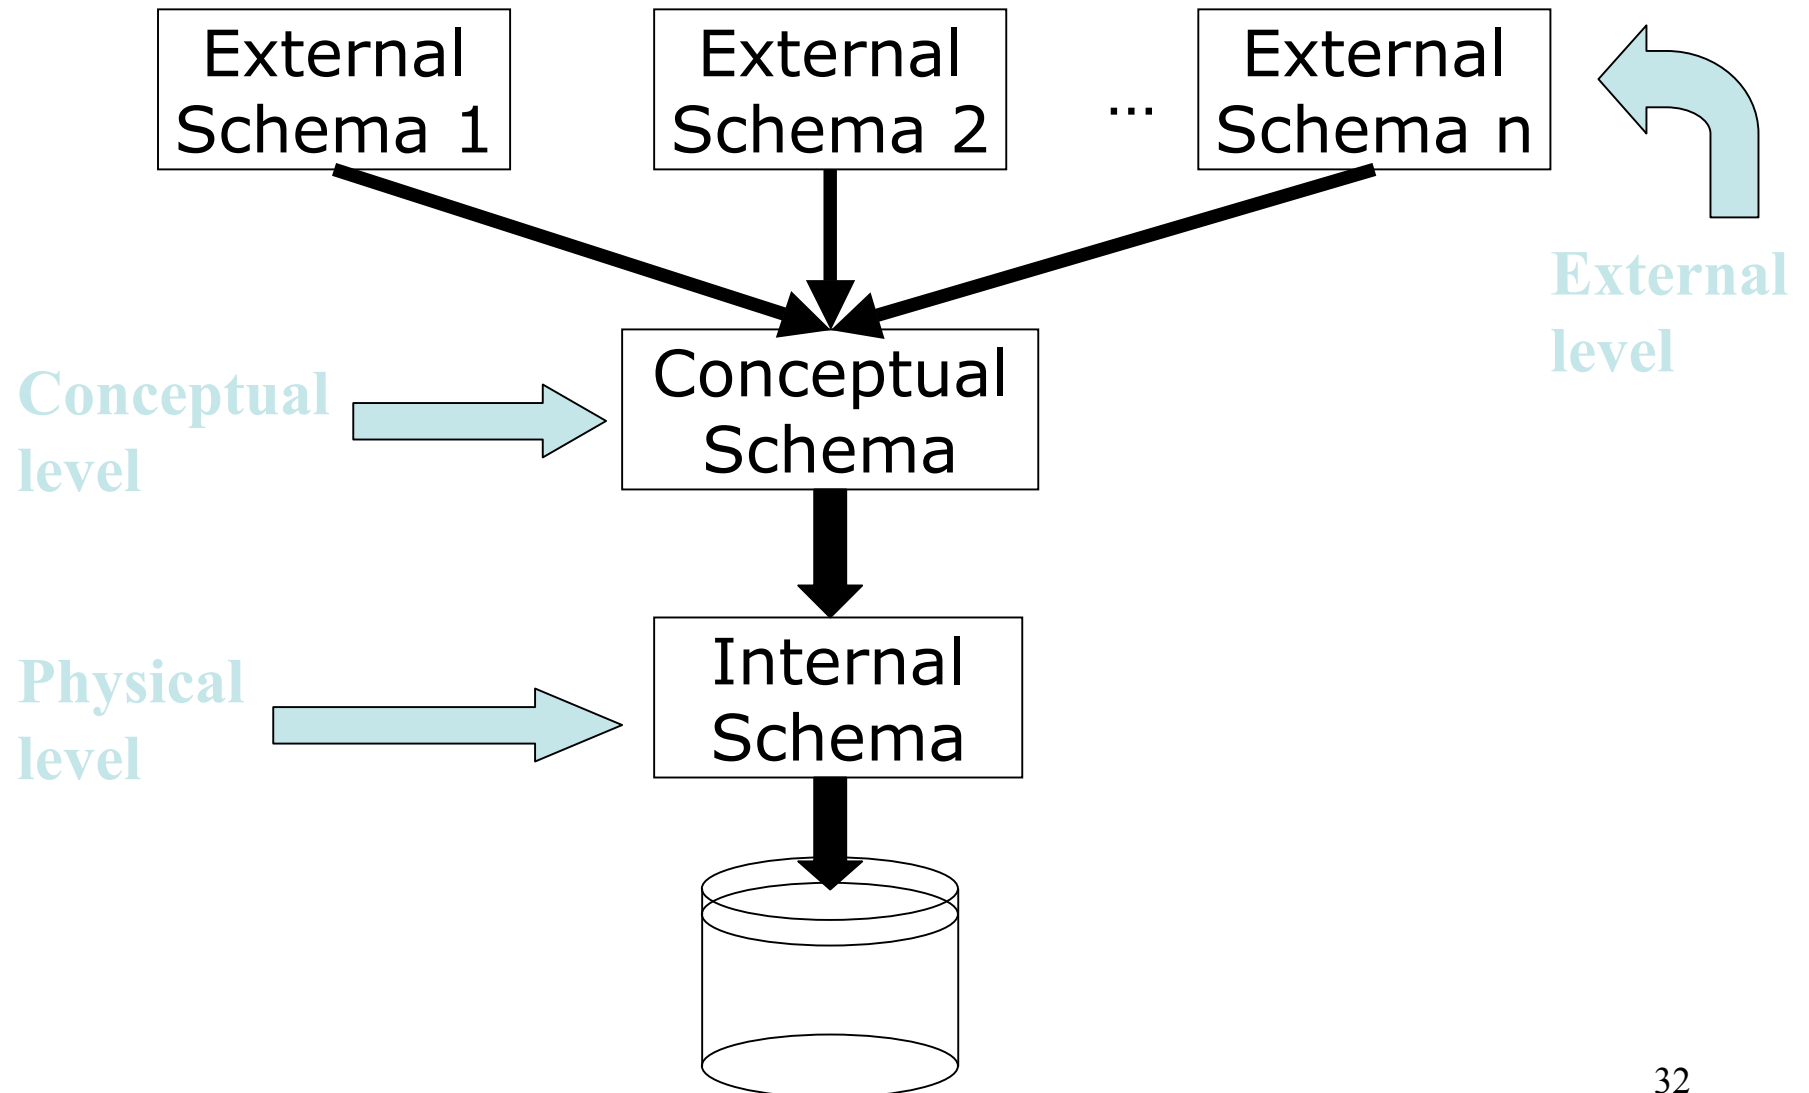 External
Schema 1
External
Schema 2
...
External
Schema n
External
level
Conceptual
level
Conceptual
Schema
Physical
level
Internal
Schema
32